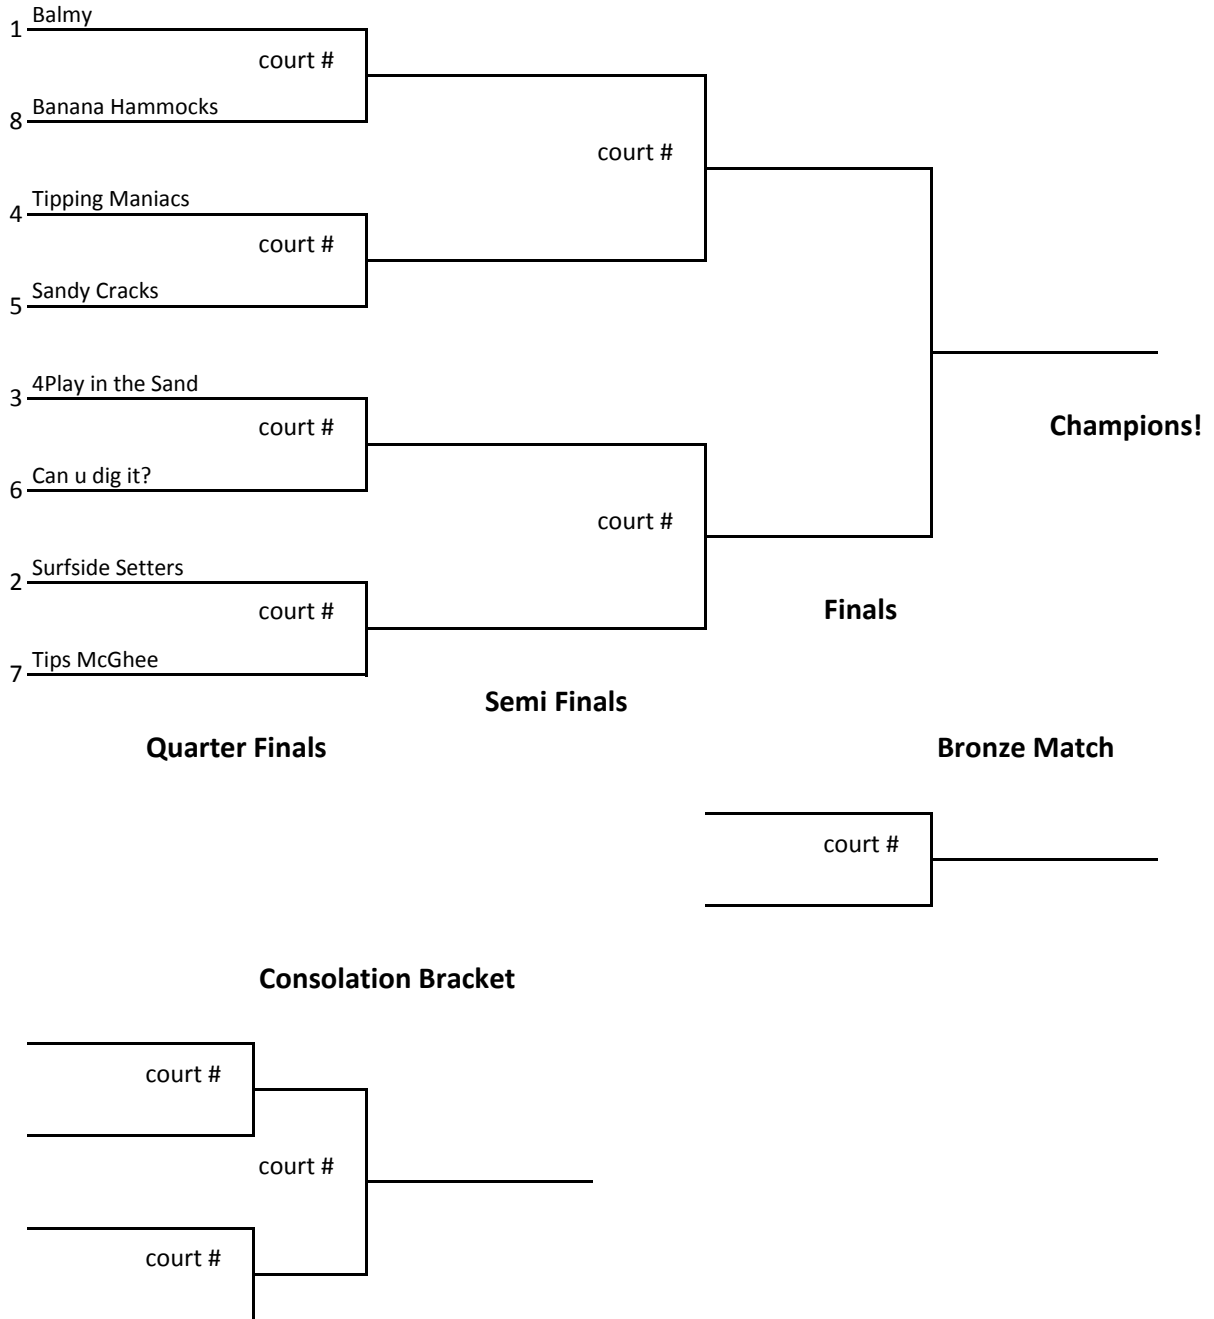 Balmy
1
court #
Banana Hammocks
8
court #
Tipping Maniacs
4
court #
Sandy Cracks
5
4Play in the Sand
3
court #
Champions!
Can u dig it?
6
court #
Surfside Setters
2
court #
Finals
Tips McGhee
7
Semi Finals
Quarter Finals
Bronze Match
court #
Consolation Bracket
court #
court #
court #